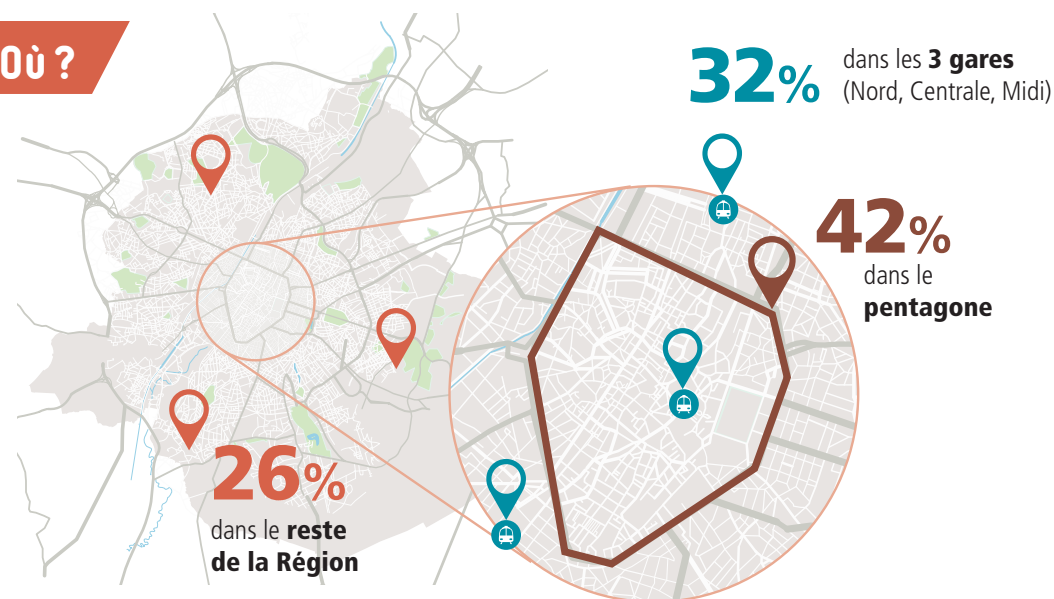 Où ?
32%
dans les 3 gares
(Nord, Centrale, Midi)
42%
dans le
pentagone
26%
dans le reste
de la Région